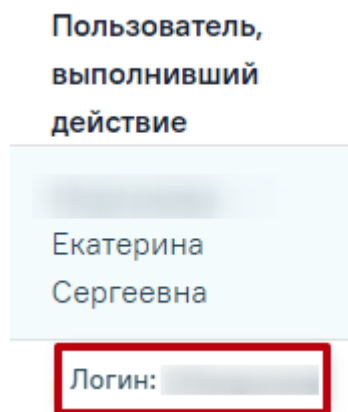 Пользователь,
выполнивший
действие
Екатерина
Сергеевна
Логин: